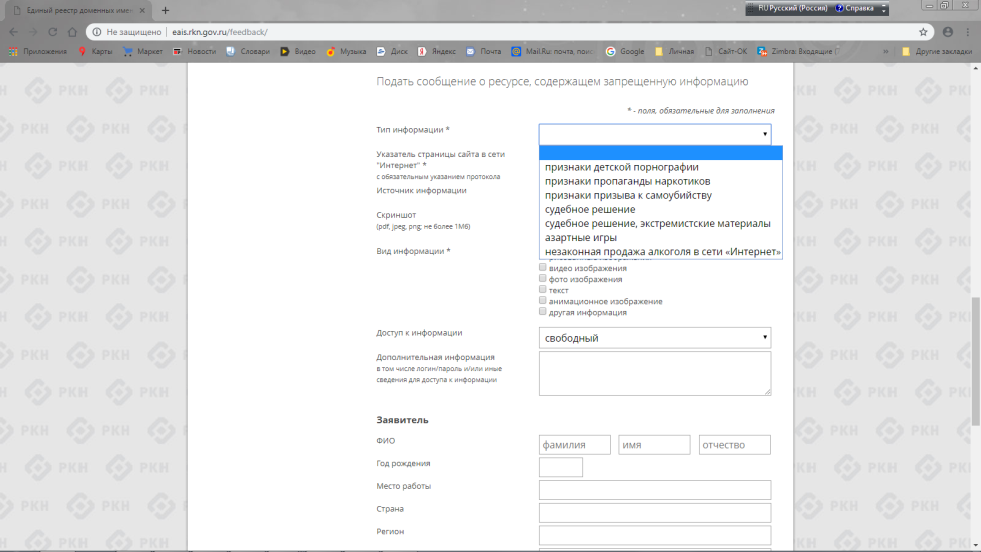 Единый реестр доменных имен
RU Русский (Россия) Справка
Не защищено eais.rkn.gov.ru/feedback/
Приложения Карты Маркет Новости Словари Видео Музыка Диск Яндекс Почта Mail.Ru: почта, поис Google Личная Сайт-ОК Zimbra: Входящие ( » Другие закладки
Подать сообщение о ресурсе, содержащем запрещенную информацию
* - поля, обязательные для заполнения
Тип информации *
признаки детской порнографии
признаки пропаганды наркотиков
признаки призыва к самоубийству
судебное решение
судебное решение, экстремистские материалы
азартные игры
незаконная продажа алкоголя в сети «Интернет»
Указатель страницы сайта в сети
"Интернет" *
с обязательным указанием протокола
Источник информации
Скриншот
(pdf, jpeg, png; не более 1Мб)
Вид информации *
видео изображения
фото изображения
текст
анимационное изображение
другая информация
Доступ к информации свободный
Дополнительная информация
в том числе логин/пароль и/или иные
сведения для доступа к информации
Заявитель
ФИО фамилия имя отчество
Год рождения
Место работы
Страна
Регион
РКН